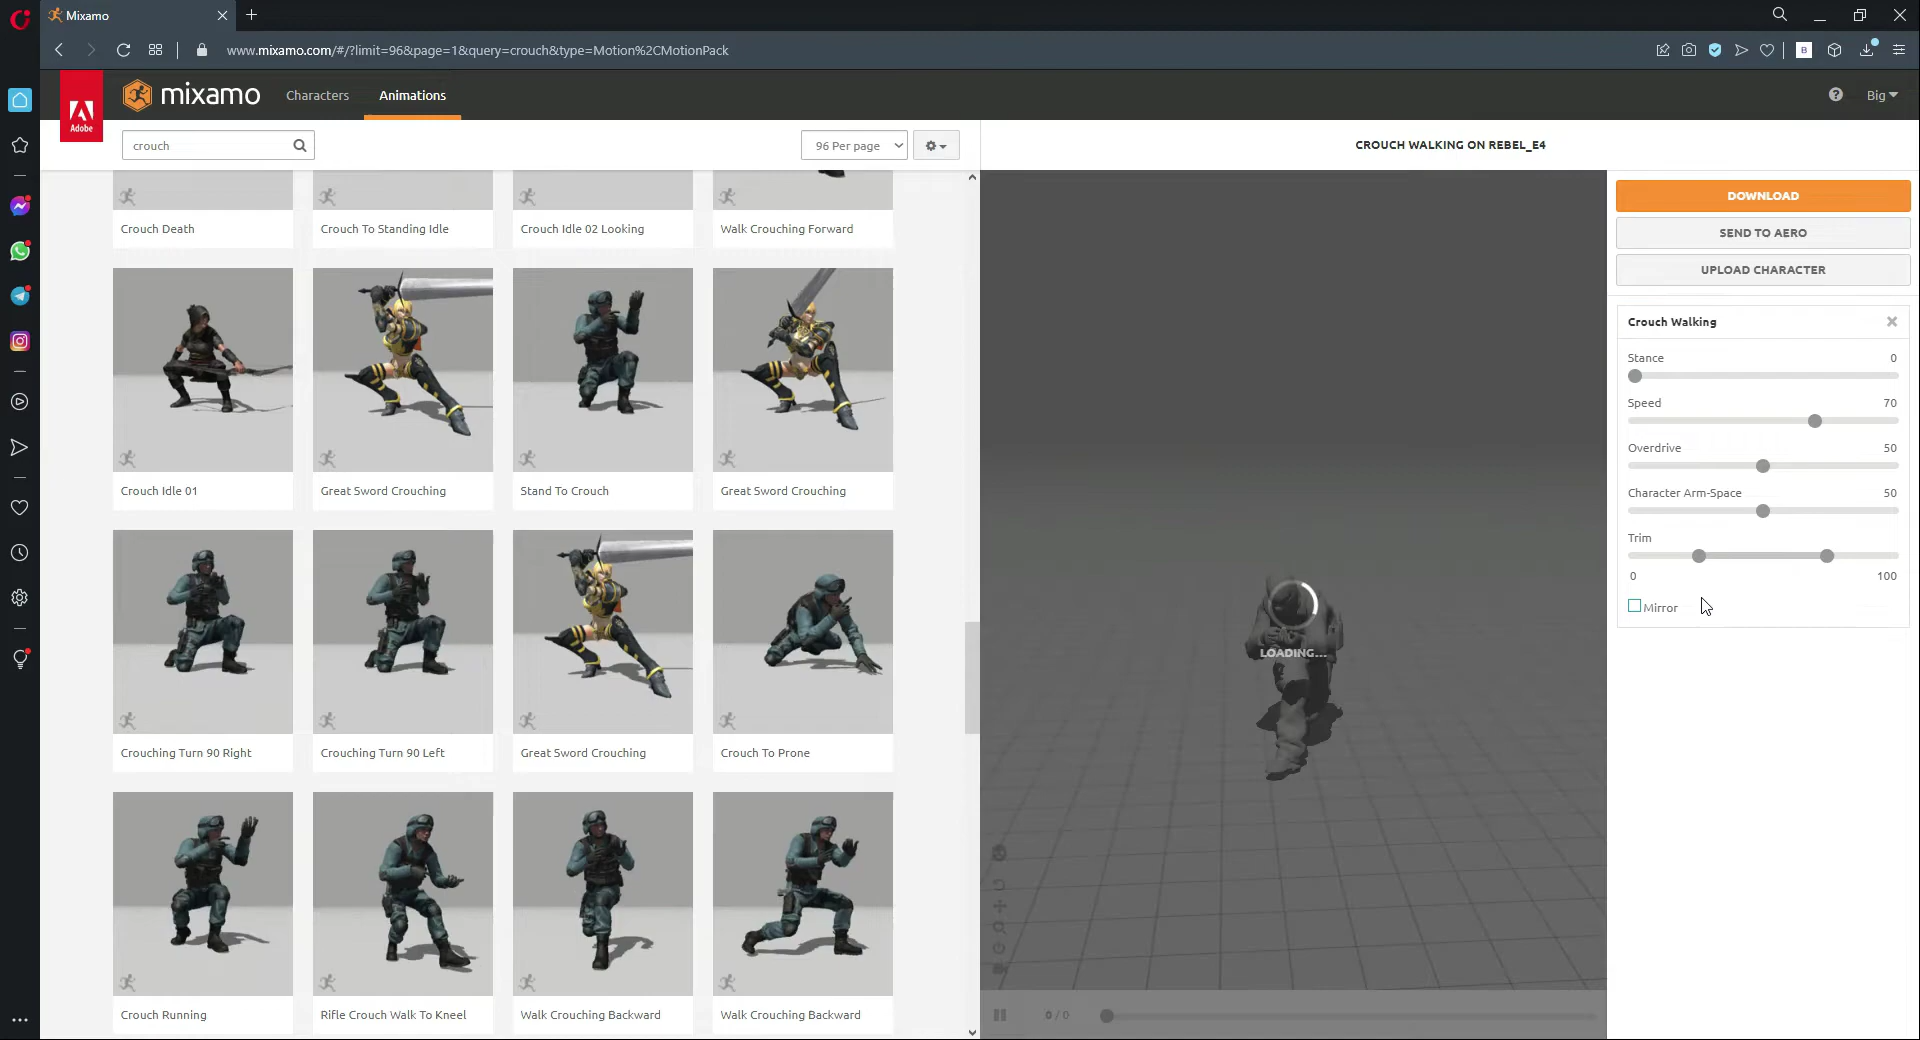 Mixamo
www.mixamo.com/#/?limit=96&page=1&query=crouch&type=Motion%2CMotionPack
B
Adobe
mixamo
Characters
Animations
Big
crouch
96 Per page
CROUCH WALKING ON REBEL_E4
DOWNLOAD
SEND TO AERO
UPLOAD CHARACTER
Crouch Death
Crouch To Standing Idle
Crouch Idle 02 Looking
Walk Crouching Forward
Crouch Idle 01
Great Sword Crouching
Stand To Crouch
Great Sword Crouching
Crouching Turn 90 Right
Crouching Turn 90 Left
Great Sword Crouching
Crouch To Prone
Crouch Running
Rifle Crouch Walk To Kneel
Walk Crouching Backward
Walk Crouching Backward
LOADING...
0 / 0
Crouch Walking
Stance 0
Speed 70
Overdrive 50
Character Arm-Space 50
Trim
0 100
Mirror